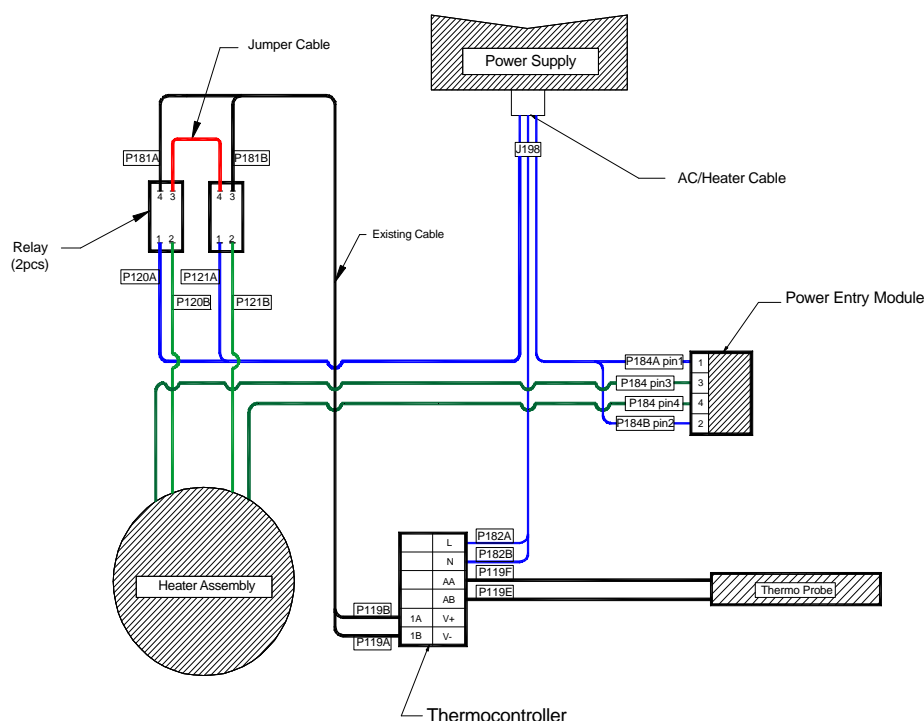 Jumper Cable
Power Supply
J198
P181A
P181B
AC/Heater Cable
4 3
4 3
Relay
(2pcs)
1 2
1 2
Existing Cable
P120A
P121A
P120B
P121B
Power Entry Module
P184A pin1
1
P184 pin3
3
P184 pin4
4
P184B pin2
2
P182A
L
P182B
N
P119F
AA
P119E
AB
Heater Assembly
Thermo Probe
P119B
1A V+
1B V-
P119A
Thermocontroller